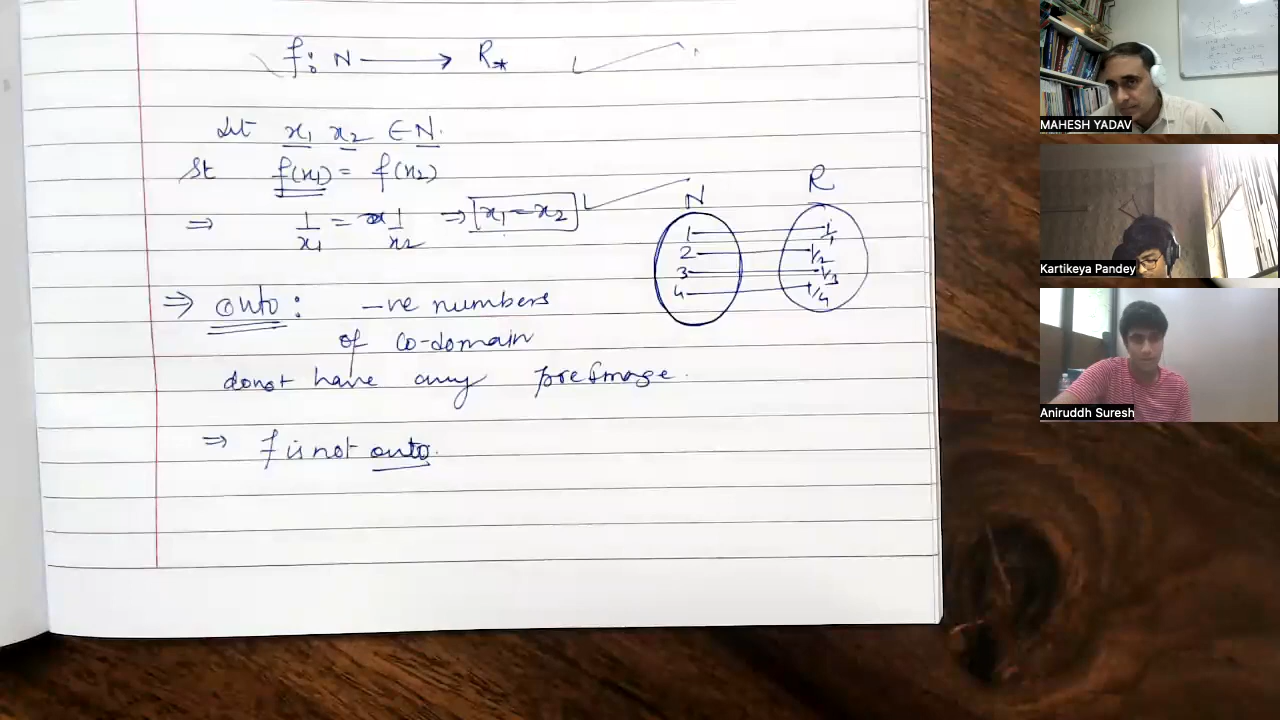 f: N → R*
Let x₁ x₂ ∈ N.
St f(x₁) = f(x₂)
⇒ 1/x₁ = 1/x₂ ⇒ x₁ = x₂
N R
1 1/1
2 1/2
3 1/3
4 1/4
⇒ onto: -ve numbers
of co-domain
donot have any preimage.
⇒ f is not onto.
MAHESH YADAV
Kartikeya Pandey
Aniruddh Suresh